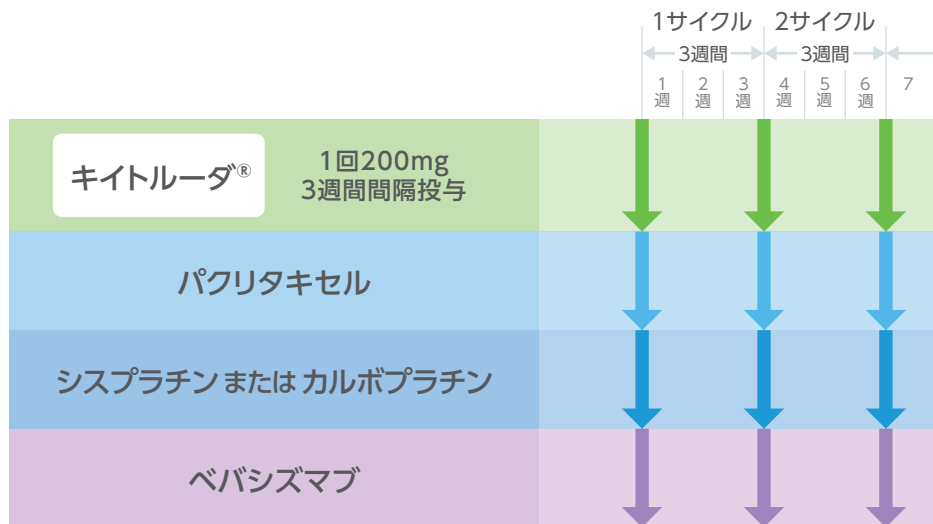 1サイクル 2サイクル
3週間 3週間
1週 2週 3週 4週 5週 6週 7
キイトルーダ®
1回200mg
3週間間隔投与
パクリタキセル
シスプラチン または カルボプラチン
ベバシズマブ